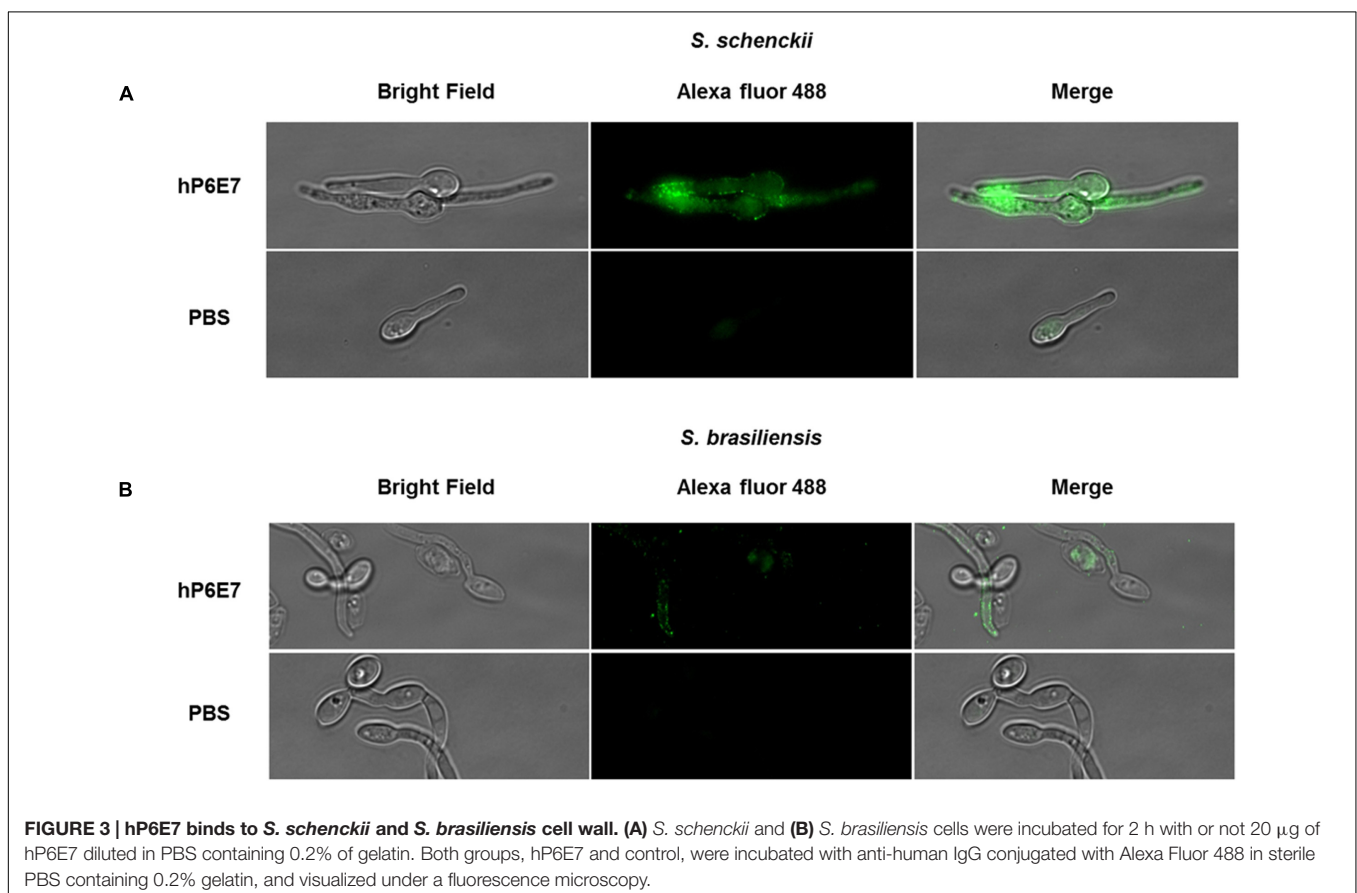 S. schenckii
A
Bright Field Alexa fluor 488 Merge
hP6E7
PBS
S. brasiliensis
B
Bright Field Alexa fluor 488 Merge
hP6E7
PBS
FIGURE 3 | hP6E7 binds to S. schenckii and S. brasiliensis cell wall. (A) S. schenckii and (B) S. brasiliensis cells were incubated for 2 h with or not 20 μg of
hP6E7 diluted in PBS containing 0.2% of gelatin. Both groups, hP6E7 and control, were incubated with anti-human IgG conjugated with Alexa Fluor 488 in sterile
PBS containing 0.2% gelatin, and visualized under a fluorescence microscopy.